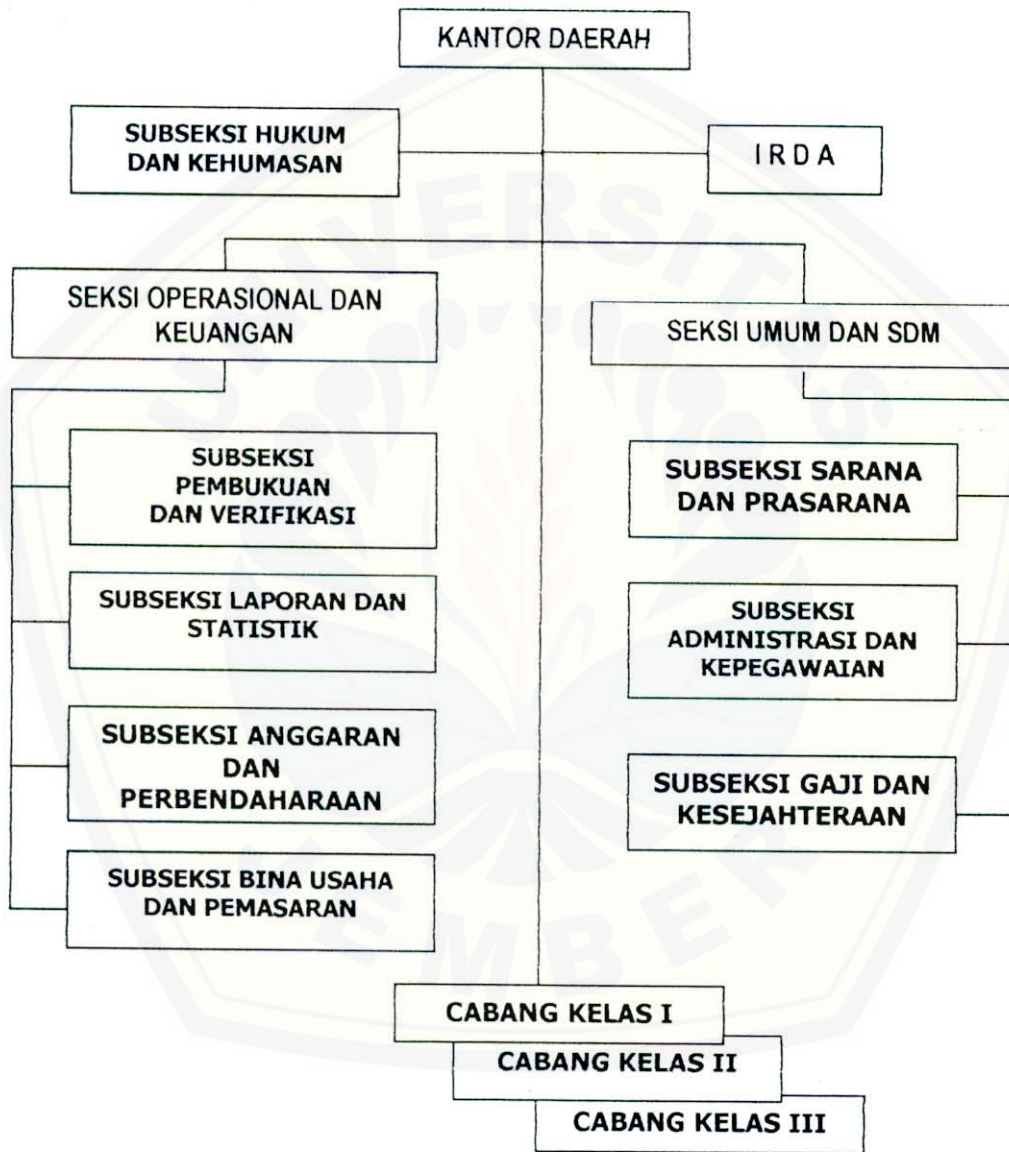 KANTOR DAERAH
SUBSEKSI HUKUM
DAN KEHUMASAN
I R D A
SEKSI OPERASIONAL DAN
KEUANGAN
SEKSI UMUM DAN SDM
SUBSEKSI
PEMBUKUAN
DAN VERIFIKASI
SUBSEKSI LAPORAN DAN
STATISTIK
SUBSEKSI ANGGARAN
DAN
PERBENDAHARAAN
SUBSEKSI BINA USAHA
DAN PEMASARAN
SUBSEKSI SARANA
DAN PRASARANA
SUBSEKSI
ADMINISTRASI DAN
KEPEGAWAIAN
SUBSEKSI GAJI DAN
KESEJAHTERAAN
CABANG KELAS I
CABANG KELAS II
CABANG KELAS III
UNIVERSITAS
JEMBER